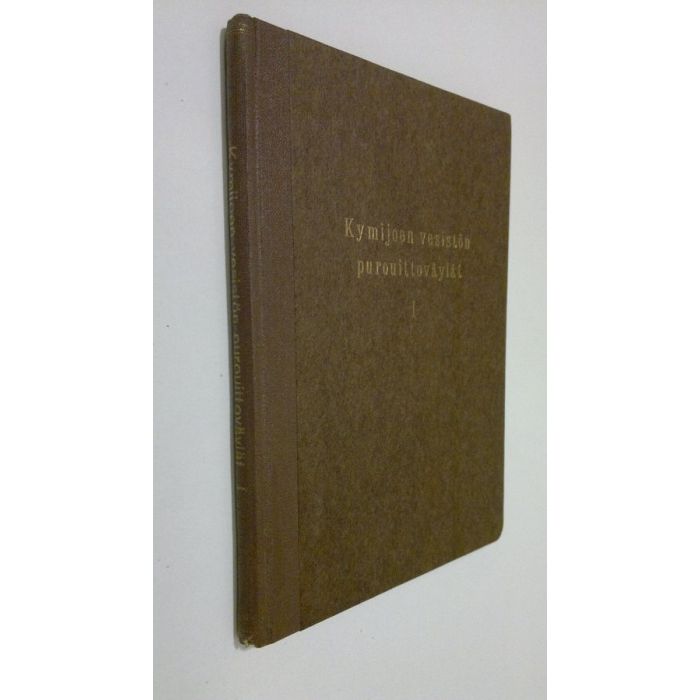 Kymijoen vesistön
purouittoväylät
I
Kymijoen vesistön purouittoväylät I